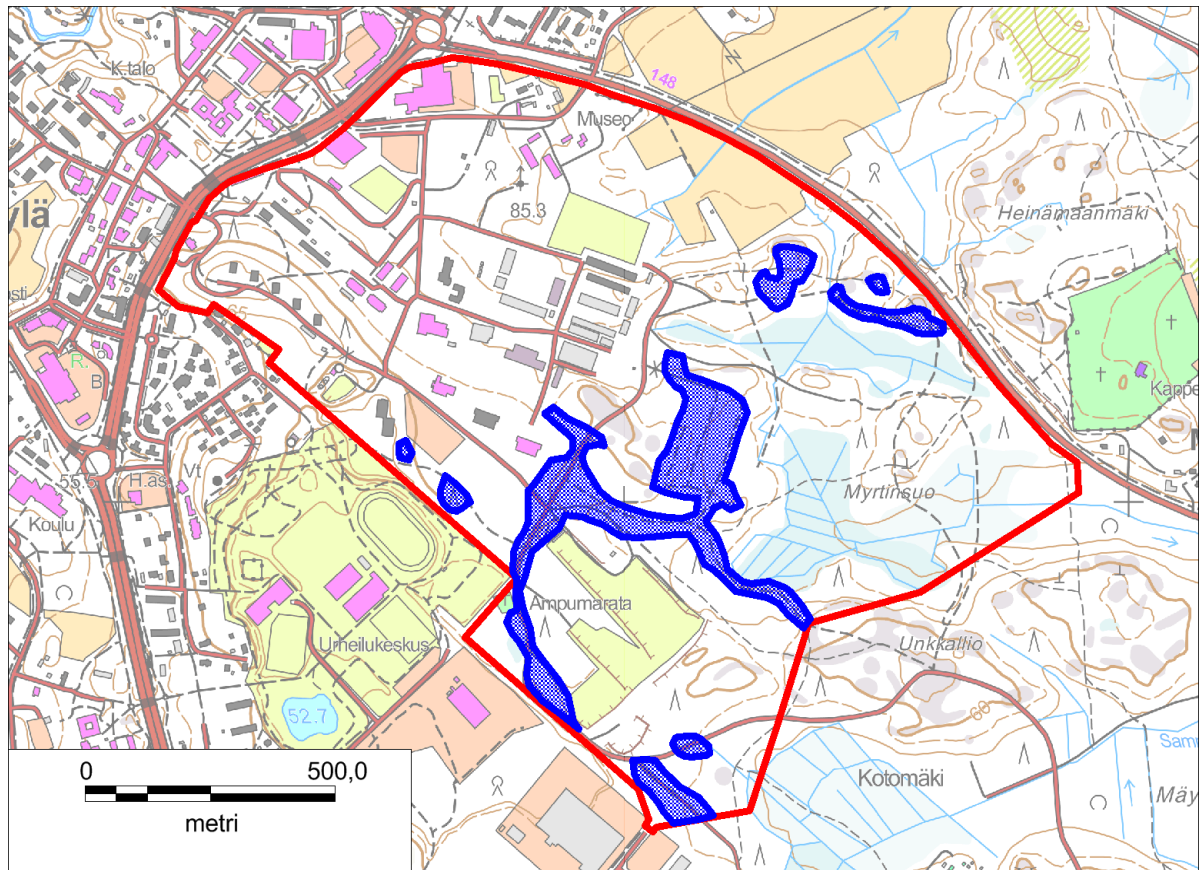 K.talo
148
Museo
ylä
85.3
Heinämaanmäki
R.
B
Kappe
Vt
H.as.
55.5
Koulu
Myrtinsuo
Ampumarata
Urheilukeskus
Unkkallio
52.7
60
Kotomäki
Mäy
0 500,0
metri